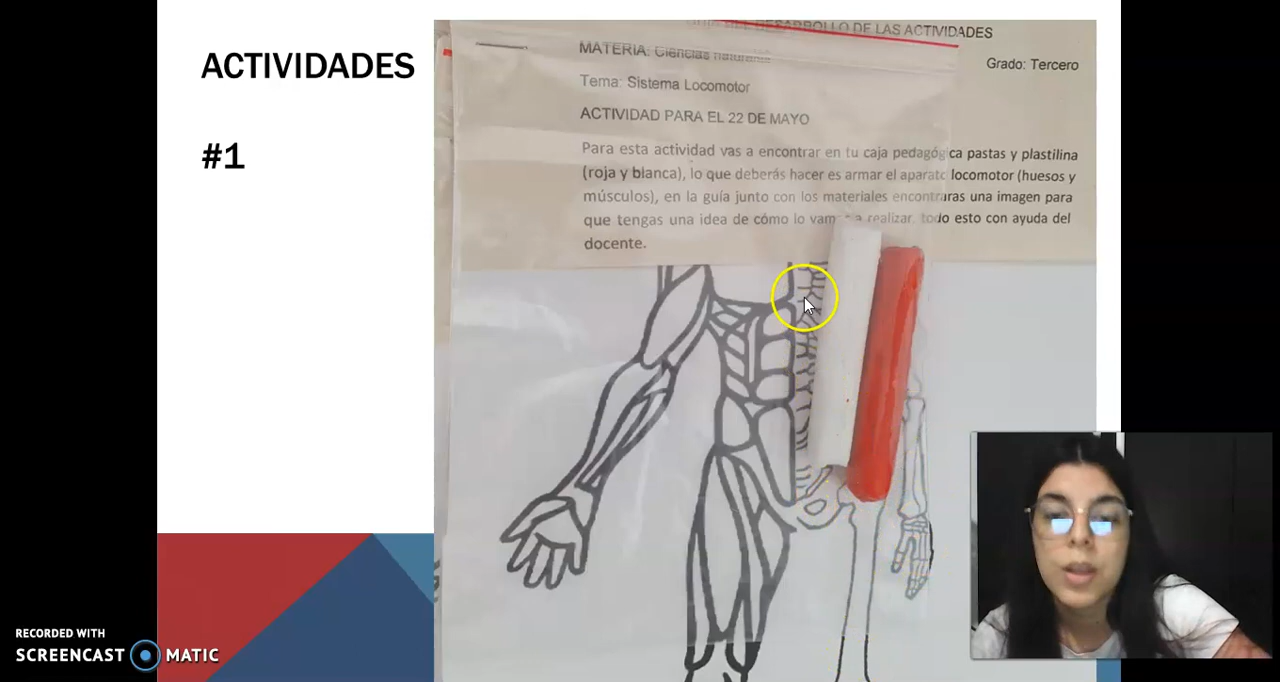 ACTIVIDADES
#1
DESARROLLO DE LAS ACTIVIDADES
MATERIA: Ciencias naturales
Grado: Tercero
Tema: Sistema Locomotor
ACTIVIDAD PARA EL 22 DE MAYO
Para esta actividad vas a encontrar en tu caja pedagógica pastas y plastilina
(roja y blanca), lo que deberás hacer es armar el aparato locomotor (huesos y
músculos), en la guía junto con los materiales encontraras una imagen para
que tengas una idea de cómo lo a realizar, todo esto con ayuda del
docente.
RECORDED WITH
SCREENCAST MATIC